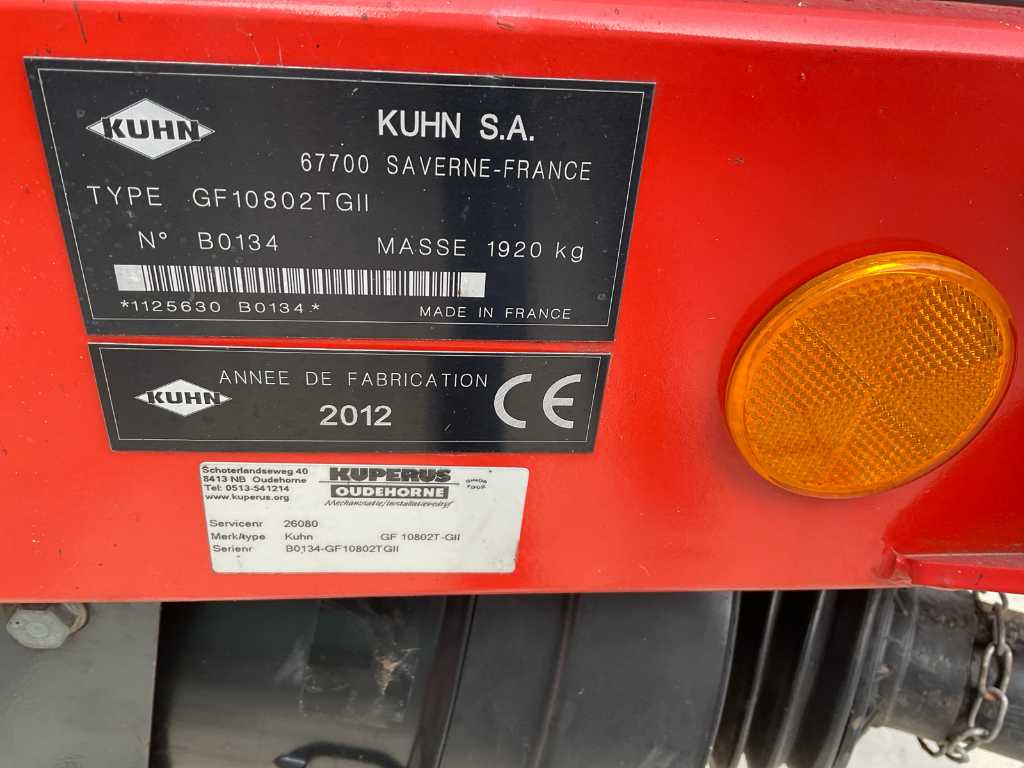 KUHN
KUHN S.A.
67700 SAVERNE-FRANCE
TYPE GF10802TGII
N° B0134 MASSE 1920 kg
*1125630 B0134*
MADE IN FRANCE
KUHN
ANNEE DE FABRICATION
2012
CE
Schoterlandseweg 40
8413 NB Oudehorne
Tel: 0513-541214
www.kuperus.org
KUPERUS
OUDEHORNE
Mechanisatie/Installatiebedrijf
Servicenr 26080
Merk/type Kuhn GF 10802T-GII
Serienr B0134-GF10802TGII